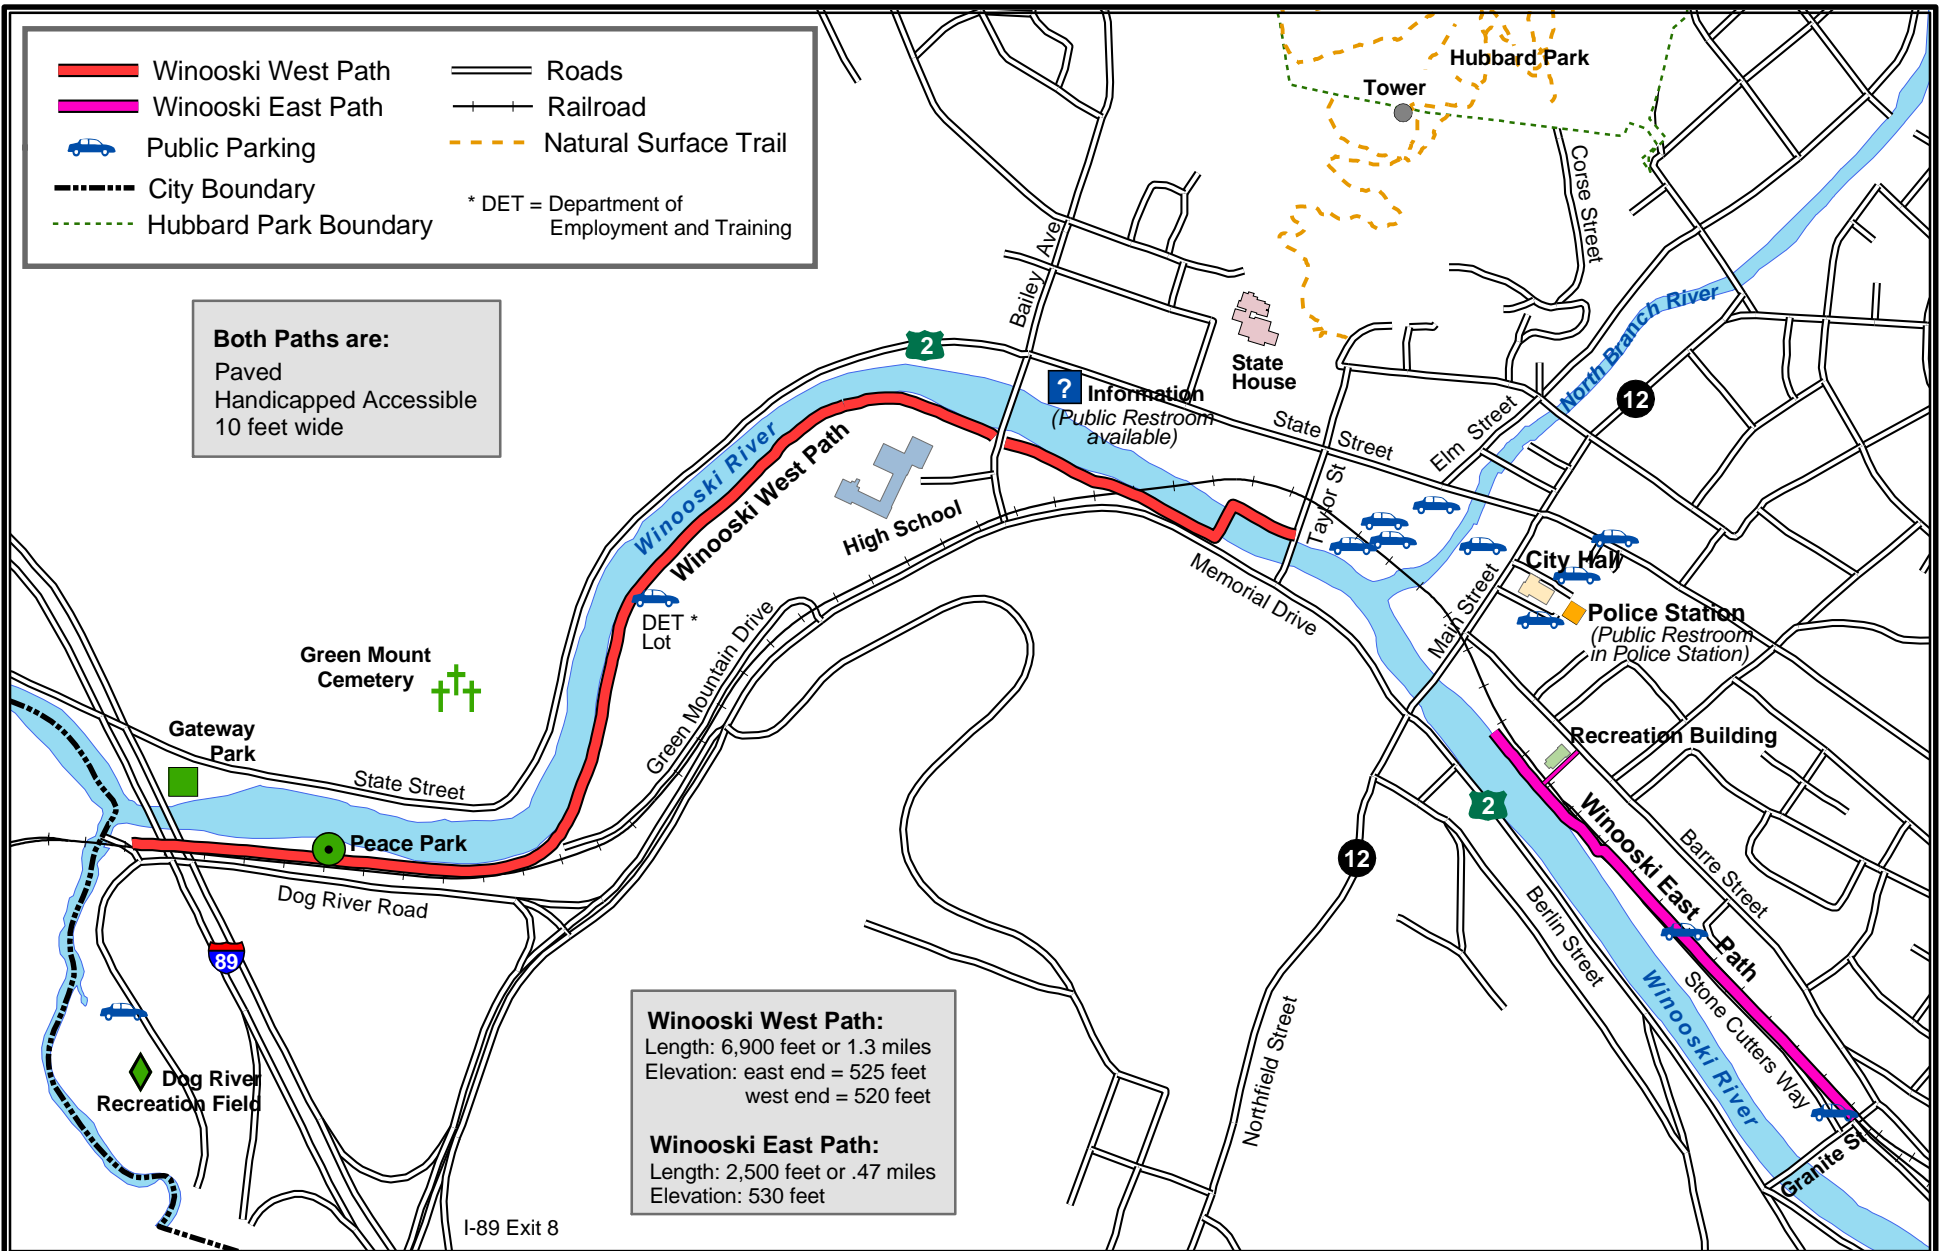 Winooski West Path
Winooski East Path
Public Parking
City Boundary
Hubbard Park Boundary
Roads
Railroad
Natural Surface Trail
* DET = Department of
Employment and Training
Both Paths are:
Paved
Handicapped Accessible
10 feet wide
Hubbard Park
Tower
Corse Street
Bailey Ave
2
?
Information
(Public Restroom
available)
State
House
State Street
Elm Street
North Branch River
12
Winooski River
Winooski West Path
High School
Taylor St
Memorial Drive
Main Street
City Hall
Police Station
(Public Restroom
in Police Station)
DET *
Lot
Green Mountain Drive
Green Mount
Cemetery
Gateway
Park
State Street
Peace Park
Dog River Road
89
Dog River
Recreation Field
I-89 Exit 8
Recreation Building
2
12
Winooski East Path
Barre Street
Berlin Street
Stone Cutters Way
Winooski River
Northfield Street
Granite St
Winooski West Path:
Length: 6,900 feet or 1.3 miles
Elevation: east end = 525 feet
west end = 520 feet
Winooski East Path:
Length: 2,500 feet or .47 miles
Elevation: 530 feet